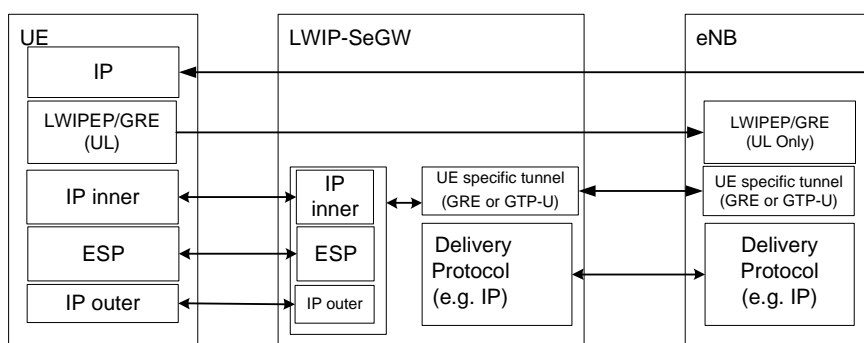 UE
IP
LWIPEP/GRE
(UL)
IP inner
ESP
IP outer
LWIP-SeGW
IP
inner
ESP
IP outer
UE specific tunnel
(GRE or GTP-U)
Delivery
Protocol
(e.g. IP)
eNB
LWIPEP/GRE
(UL Only)
UE specific tunnel
(GRE or GTP-U)
Delivery
Protocol
(e.g. IP)